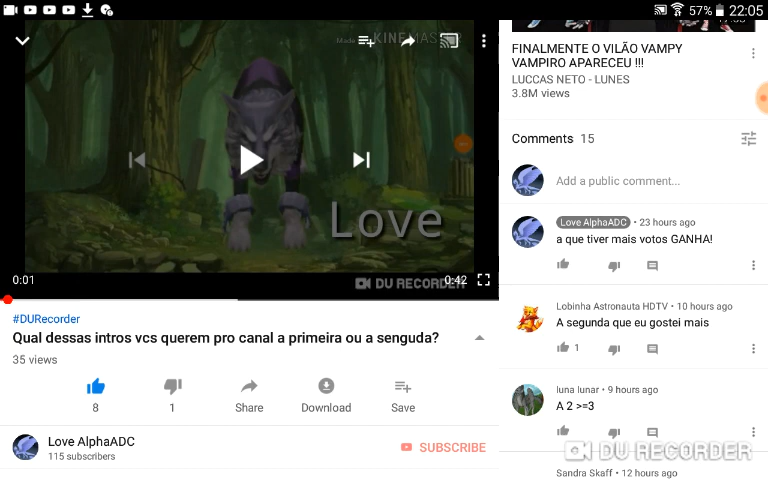 57% 22:05
Made KINEMASTER
Love
0:01
0:42
DU RECORDER
#DURecorder
Qual dessas intros vcs querem pro canal a primeira ou a senguda?
35 views
8
1
Share
Download
Save
Love AlphaADC
115 subscribers
SUBSCRIBE
FINALMENTE O VILÃO VAMPY
VAMPIRO APARECEU !!!
LUCCAS NETO - LUNES
3.8M views
Comments 15
Add a public comment...
Love AlphaADC • 23 hours ago
a que tiver mais votos GANHA!
Lobinha Astronauta HDTV • 10 hours ago
A segunda que eu gostei mais
1
luna lunar • 9 hours ago
A 2 >=3
DU RECORDER
Sandra Skaff • 12 hours ago